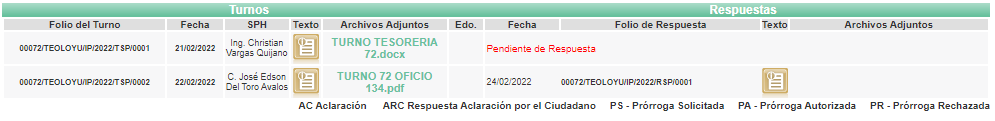 Turnos Respuestas
Folio del Turno Fecha SPH Texto Archivos Adjuntos Edo. Fecha Folio de Respuesta Texto Archivos Adjuntos
00072/TEOLOYU/IP/2022/TSP/0001 21/02/2022 Ing. Christian Vargas Quijano TURNO TESORERIA 72.docx Pendiente de Respuesta
00072/TEOLOYU/IP/2022/TSP/0002 22/02/2022 C. José Edson Del Toro Avalos TURNO 72 OFICIO 134.pdf 24/02/2022 00072/TEOLOYU/IP/2022/RSP/0001
AC Aclaración ARC Respuesta Aclaración por el Ciudadano PS - Prórroga Solicitada PA - Prórroga Autorizada PR - Prórroga Rechazada